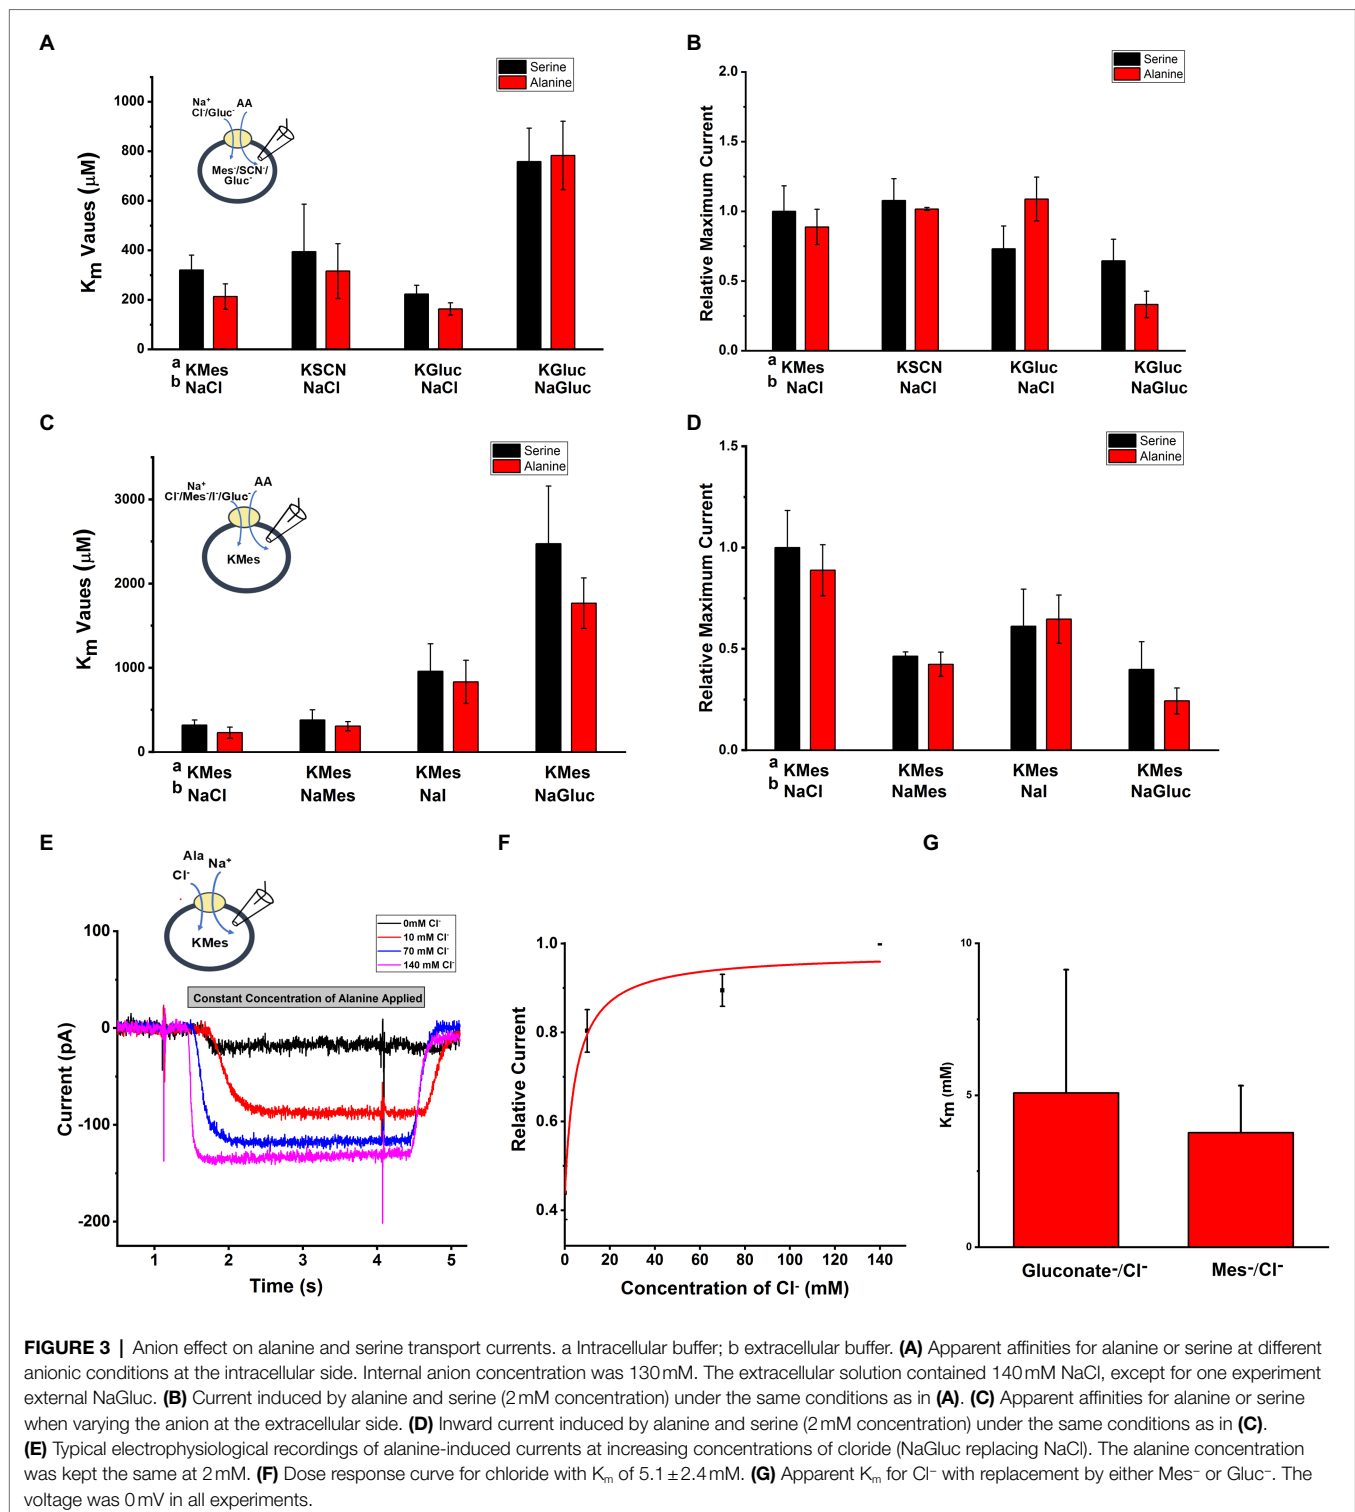 A
Serine
Alanine
1000
800
600
400
200
0
Km Vaues (μM)
Na⁺
Cl⁻/Gluc⁻
AA
Mes⁻/SCN⁻/
Gluc⁻
a KMes KSCN KGluc KGluc
b NaCl NaCl NaCl NaGluc
B
Serine
Alanine
2.0
1.5
1.0
0.5
0.0
Relative Maximum Current
a KMes KSCN KGluc KGluc
b NaCl NaCl NaCl NaGluc
C
Serine
Alanine
3000
2000
1000
0
Km Vaues (μM)
Na⁺
Cl⁻/Mes⁻/I⁻/Gluc⁻
AA
KMes
a KMes KMes KMes KMes
b NaCl NaMes NaI NaGluc
D
Serine
Alanine
1.5
1.0
0.5
0.0
Relative Maximum Current
a KMes KMes KMes KMes
b NaCl NaMes NaI NaGluc
E
Ala
Cl⁻
Na⁺
KMes
0mM Cl⁻
10 mM Cl⁻
70 mM Cl⁻
140 mM Cl⁻
Constant Concentration of Alanine Applied
100
0
-100
-200
Current (pA)
1 2 3 4 5
Time (s)
F
1.0
0.8
0.6
0.4
Relative Current
0 20 40 60 80 100 120 140
Concentration of Cl⁻ (mM)
G
10
5
0
Km (mM)
Gluconate⁻/Cl⁻ Mes⁻/Cl⁻
FIGURE 3 | Anion effect on alanine and serine transport currents. a Intracellular buffer; b extracellular buffer. (A) Apparent affinities for alanine or serine at different
anionic conditions at the intracellular side. Internal anion concentration was 130 mM. The extracellular solution contained 140 mM NaCl, except for one experiment
external NaGluc. (B) Current induced by alanine and serine (2 mM concentration) under the same conditions as in (A). (C) Apparent affinities for alanine or serine
when varying the anion at the extracellular side. (D) Inward current induced by alanine and serine (2 mM concentration) under the same conditions as in (C).
(E) Typical electrophysiological recordings of alanine-induced currents at increasing concentrations of cloride (NaGluc replacing NaCl). The alanine concentration
was kept the same at 2 mM. (F) Dose response curve for chloride with Km of 5.1 ± 2.4 mM. (G) Apparent Km for Cl⁻ with replacement by either Mes⁻ or Gluc⁻. The
voltage was 0 mV in all experiments.